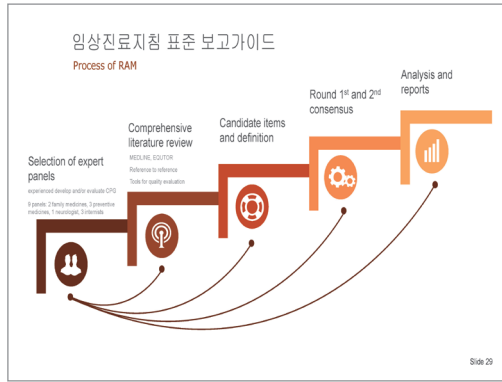 임상진료지침 표준 보고가이드
Process of RAM
Analysis and
reports
Round 1st and 2nd
consensus
Candidate items
and definition
Comprehensive
literature review
MEDLINE, EQUTOR
Reference to reference
Tools for quality evaluation
Selection of expert
panels
experienced develop and/or evaluate CPG
9 panels: 2 family medicines, 3 preventive
medicines, 1 neurologist, 3 internists
Slide 29